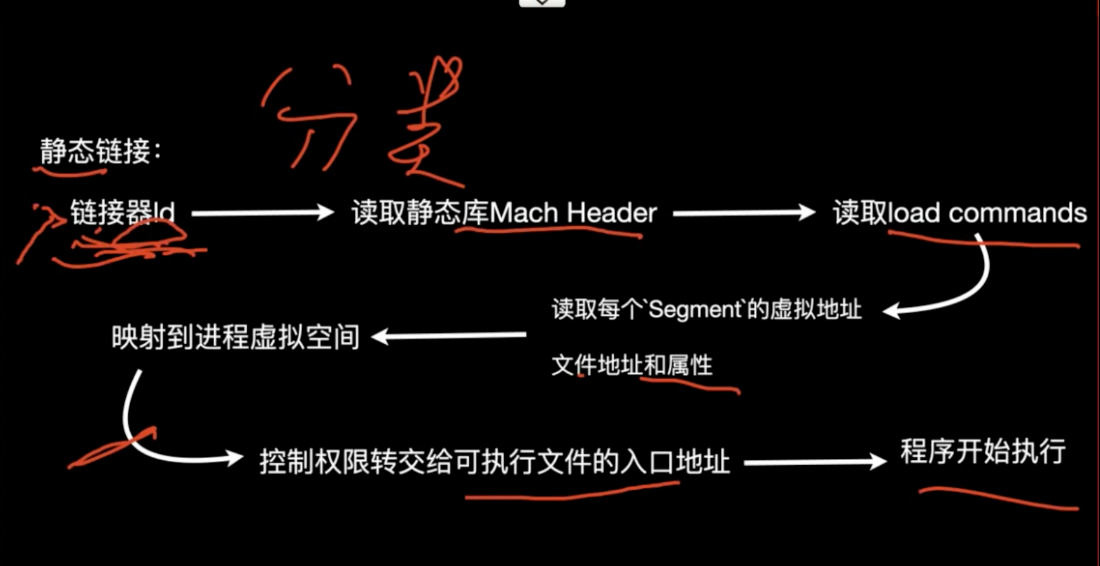 分类
静态链接：
链接器ld
读取静态库Mach Header
读取load commands
读取每个`Segment`的虚拟地址
文件地址和属性
映射到进程虚拟空间
控制权限转交给可执行文件的入口地址
程序开始执行